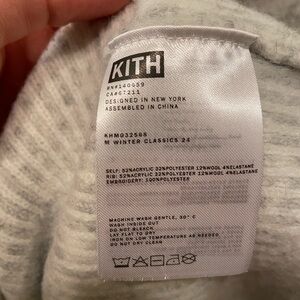 KITH
RN#140659
CA#67211
DESIGNED IN NEW YORK
ASSEMBLED IN CHINA
KHM032568
M WINTER CLASSICS 24
SELF: 52%ACRYLIC 32%POLYESTER 12%WOOL 4%ELASTANE
RIB: 52%ACRYLIC 32%POLYESTER 12%WOOL 4%ELASTANE
EMBROIDERY: 100%POLYESTER
MACHINE WASH GENTLE, 30° C
WASH INSIDE OUT
DO NOT BLEACH.
LAY FLAT TO DRY
IRON ON LOW TEMPERATURE AS NEEDED
DO NOT DRY CLEAN